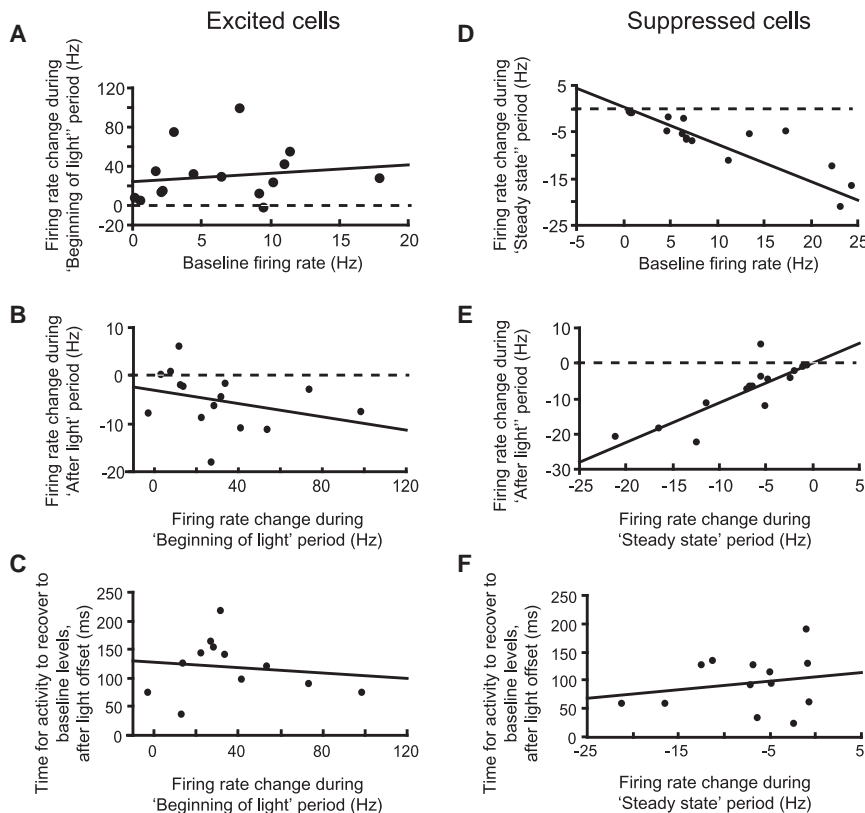 Excited cells
A
Firing rate change during
'Beginning of light" period (Hz)
120
80
40
0
-20
0
5
10
15
20
Baseline firing rate (Hz)
B
Firing rate change during
'After light' period (Hz)
10
0
-10
-20
0
40
80
120
Firing rate change during
'Beginning of light' period (Hz)
C
Time for activity to recover to
baseline levels,
after light offset (ms)
250
200
150
100
50
0
0
40
80
120
Firing rate change during
'Beginning of light' period (Hz)
Suppressed cells
D
Firing rate change during
'Steady state" period (Hz)
5
-5
-15
-25
-5
0
5
10
15
20
25
Baseline firing rate (Hz)
E
Firing rate change during
'After light" period (Hz)
10
0
-10
-20
-30
-25
-20
-15
-10
-5
0
5
Firing rate change during
'Steady state' period (Hz)
F
Time for activity to recover to
baseline levels,
after light offset (ms)
250
200
150
100
50
0
-25
-15
-5
5
Firing rate change during
'Steady state' period (Hz)